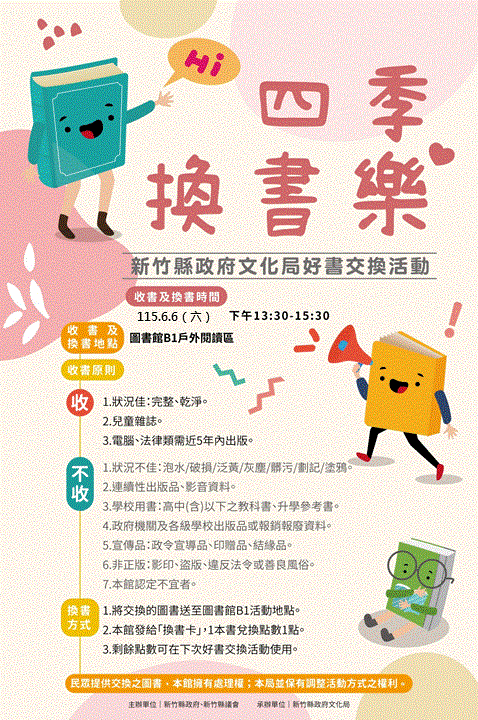 Hi
四季
換書樂
新竹縣政府文化局好書交換活動
收書及換書時間
115.6.6 ( 六 ) 下午13:30-15:30
收書及換書地點
圖書館B1戶外閱讀區
收書原則
收
1.狀況佳：完整、乾淨。
2.兒童雜誌。
3.電腦、法律類需近5年內出版。
不收
1.狀況不佳：泡水/破損/泛黃/灰塵/髒污/劃記/塗鴉。
2.連續性出版品、影音資料。
3.學校用書：高中(含)以下之教科書、升學參考書。
4.政府機關及各級學校出版品或報銷報廢資料。
5.宣傳品：政令宣導品、印贈品、結緣品。
6.非正版：影印、盜版、違反法令或善良風俗。
7.本館認定不宜者。
換書方式
1.將交換的圖書送至圖書館B1活動地點。
2.本館發給「換書卡」，1本書兌換點數1點。
3.剩餘點數可在下次好書交換活動使用。
民眾提供交換之圖書，本館擁有處理權；本局並保有調整活動方式之權利。
主辦單位｜新竹縣政府、新竹縣議會 承辦單位｜新竹縣政府文化局